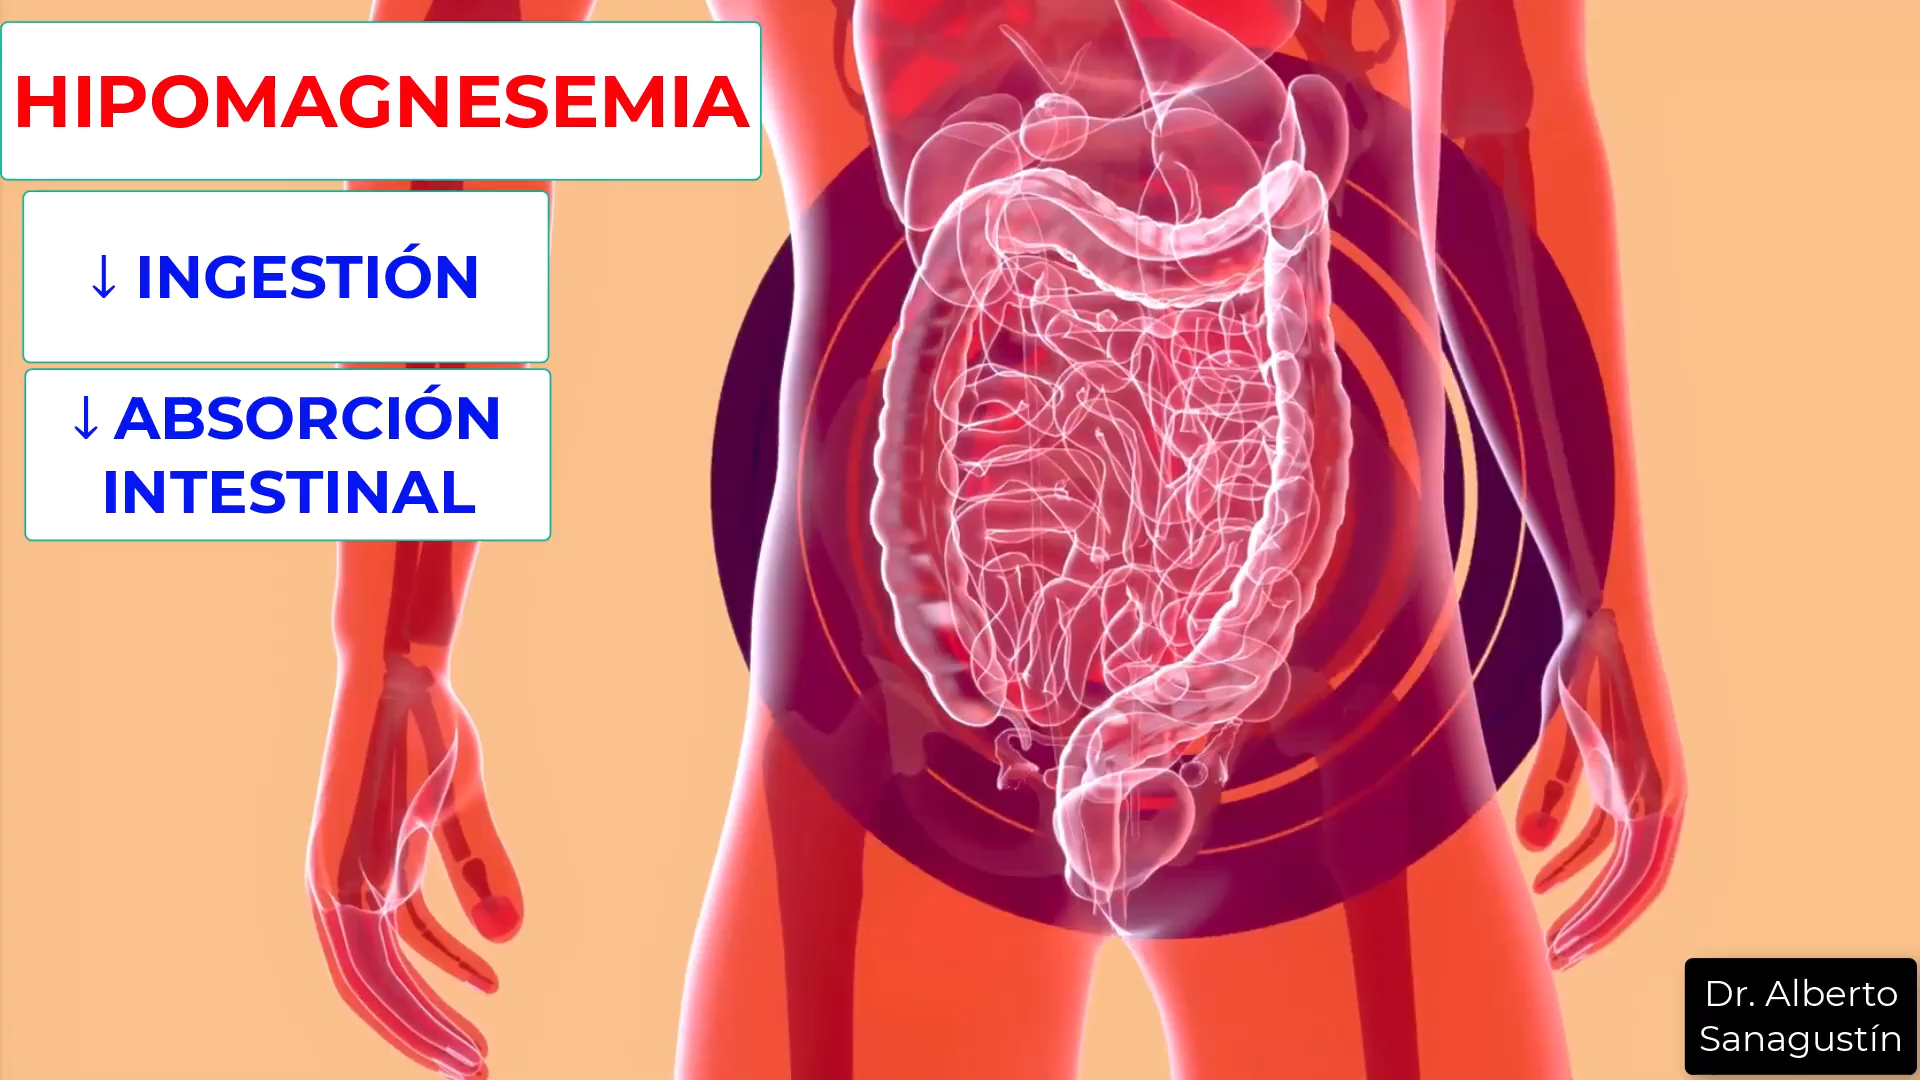 HIPOMAGNESEMIA
↓ INGESTIÓN
↓ ABSORCIÓN
INTESTINAL
Dr. Alberto
Sanagustín